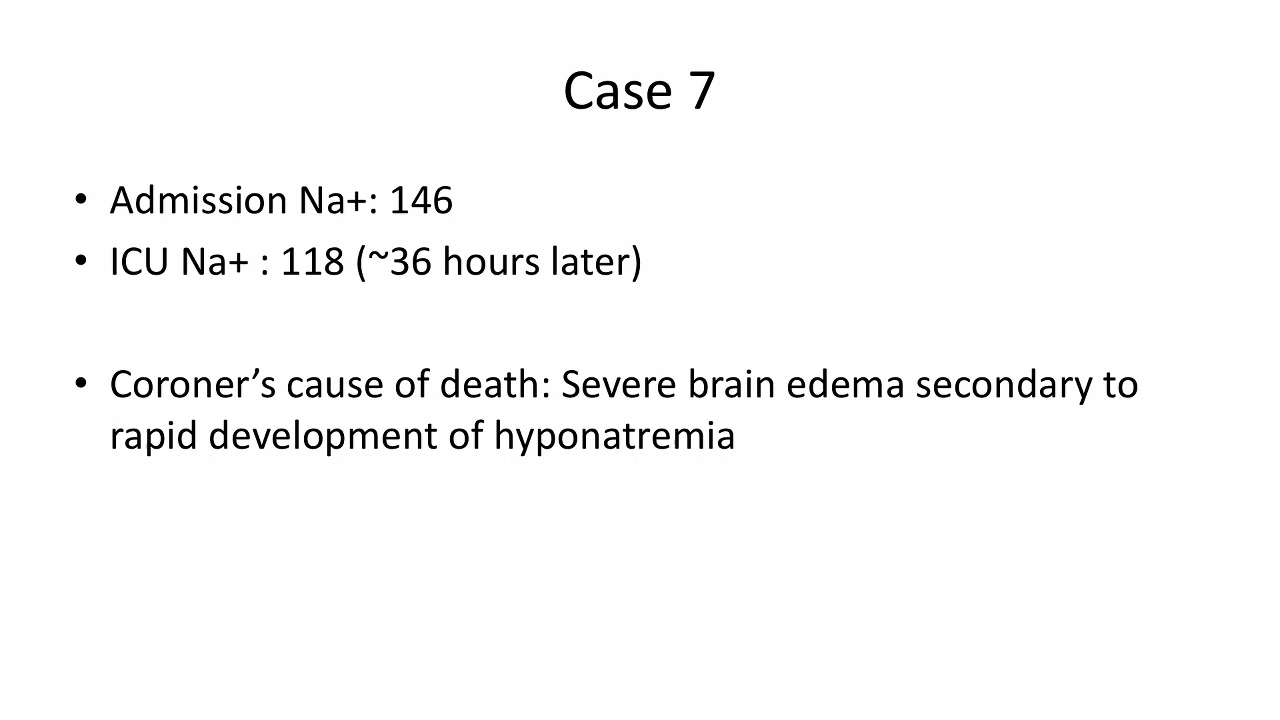 Case 7
• Admission Na+: 146
• ICU Na+ : 118 (~36 hours later)
• Coroner’s cause of death: Severe brain edema secondary to
rapid development of hyponatremia